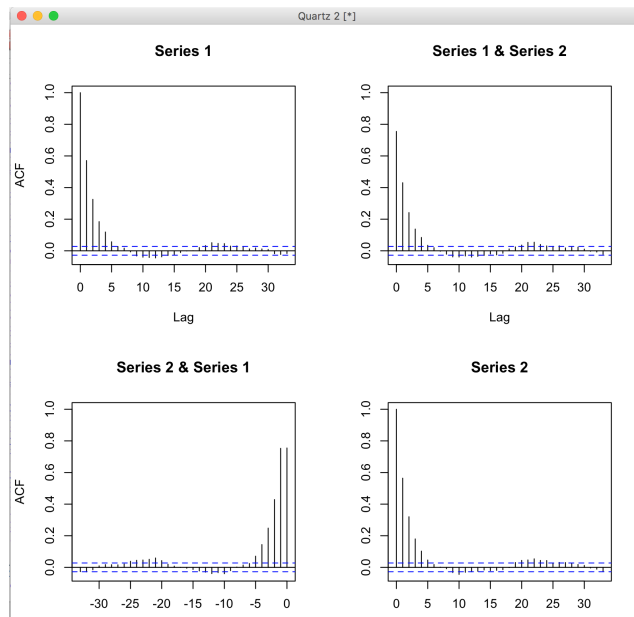 Quartz 2 [*]
Series 1
Series 1 & Series 2
ACF
0.0 0.2 0.4 0.6 0.8 1.0
0.0 0.2 0.4 0.6 0.8 1.0
0 5 10 15 20 25 30
0 5 10 15 20 25 30
Lag
Lag
Series 2 & Series 1
Series 2
ACF
0.0 0.2 0.4 0.6 0.8 1.0
0.0 0.2 0.4 0.6 0.8 1.0
-30 -25 -20 -15 -10 -5 0
0 5 10 15 20 25 30